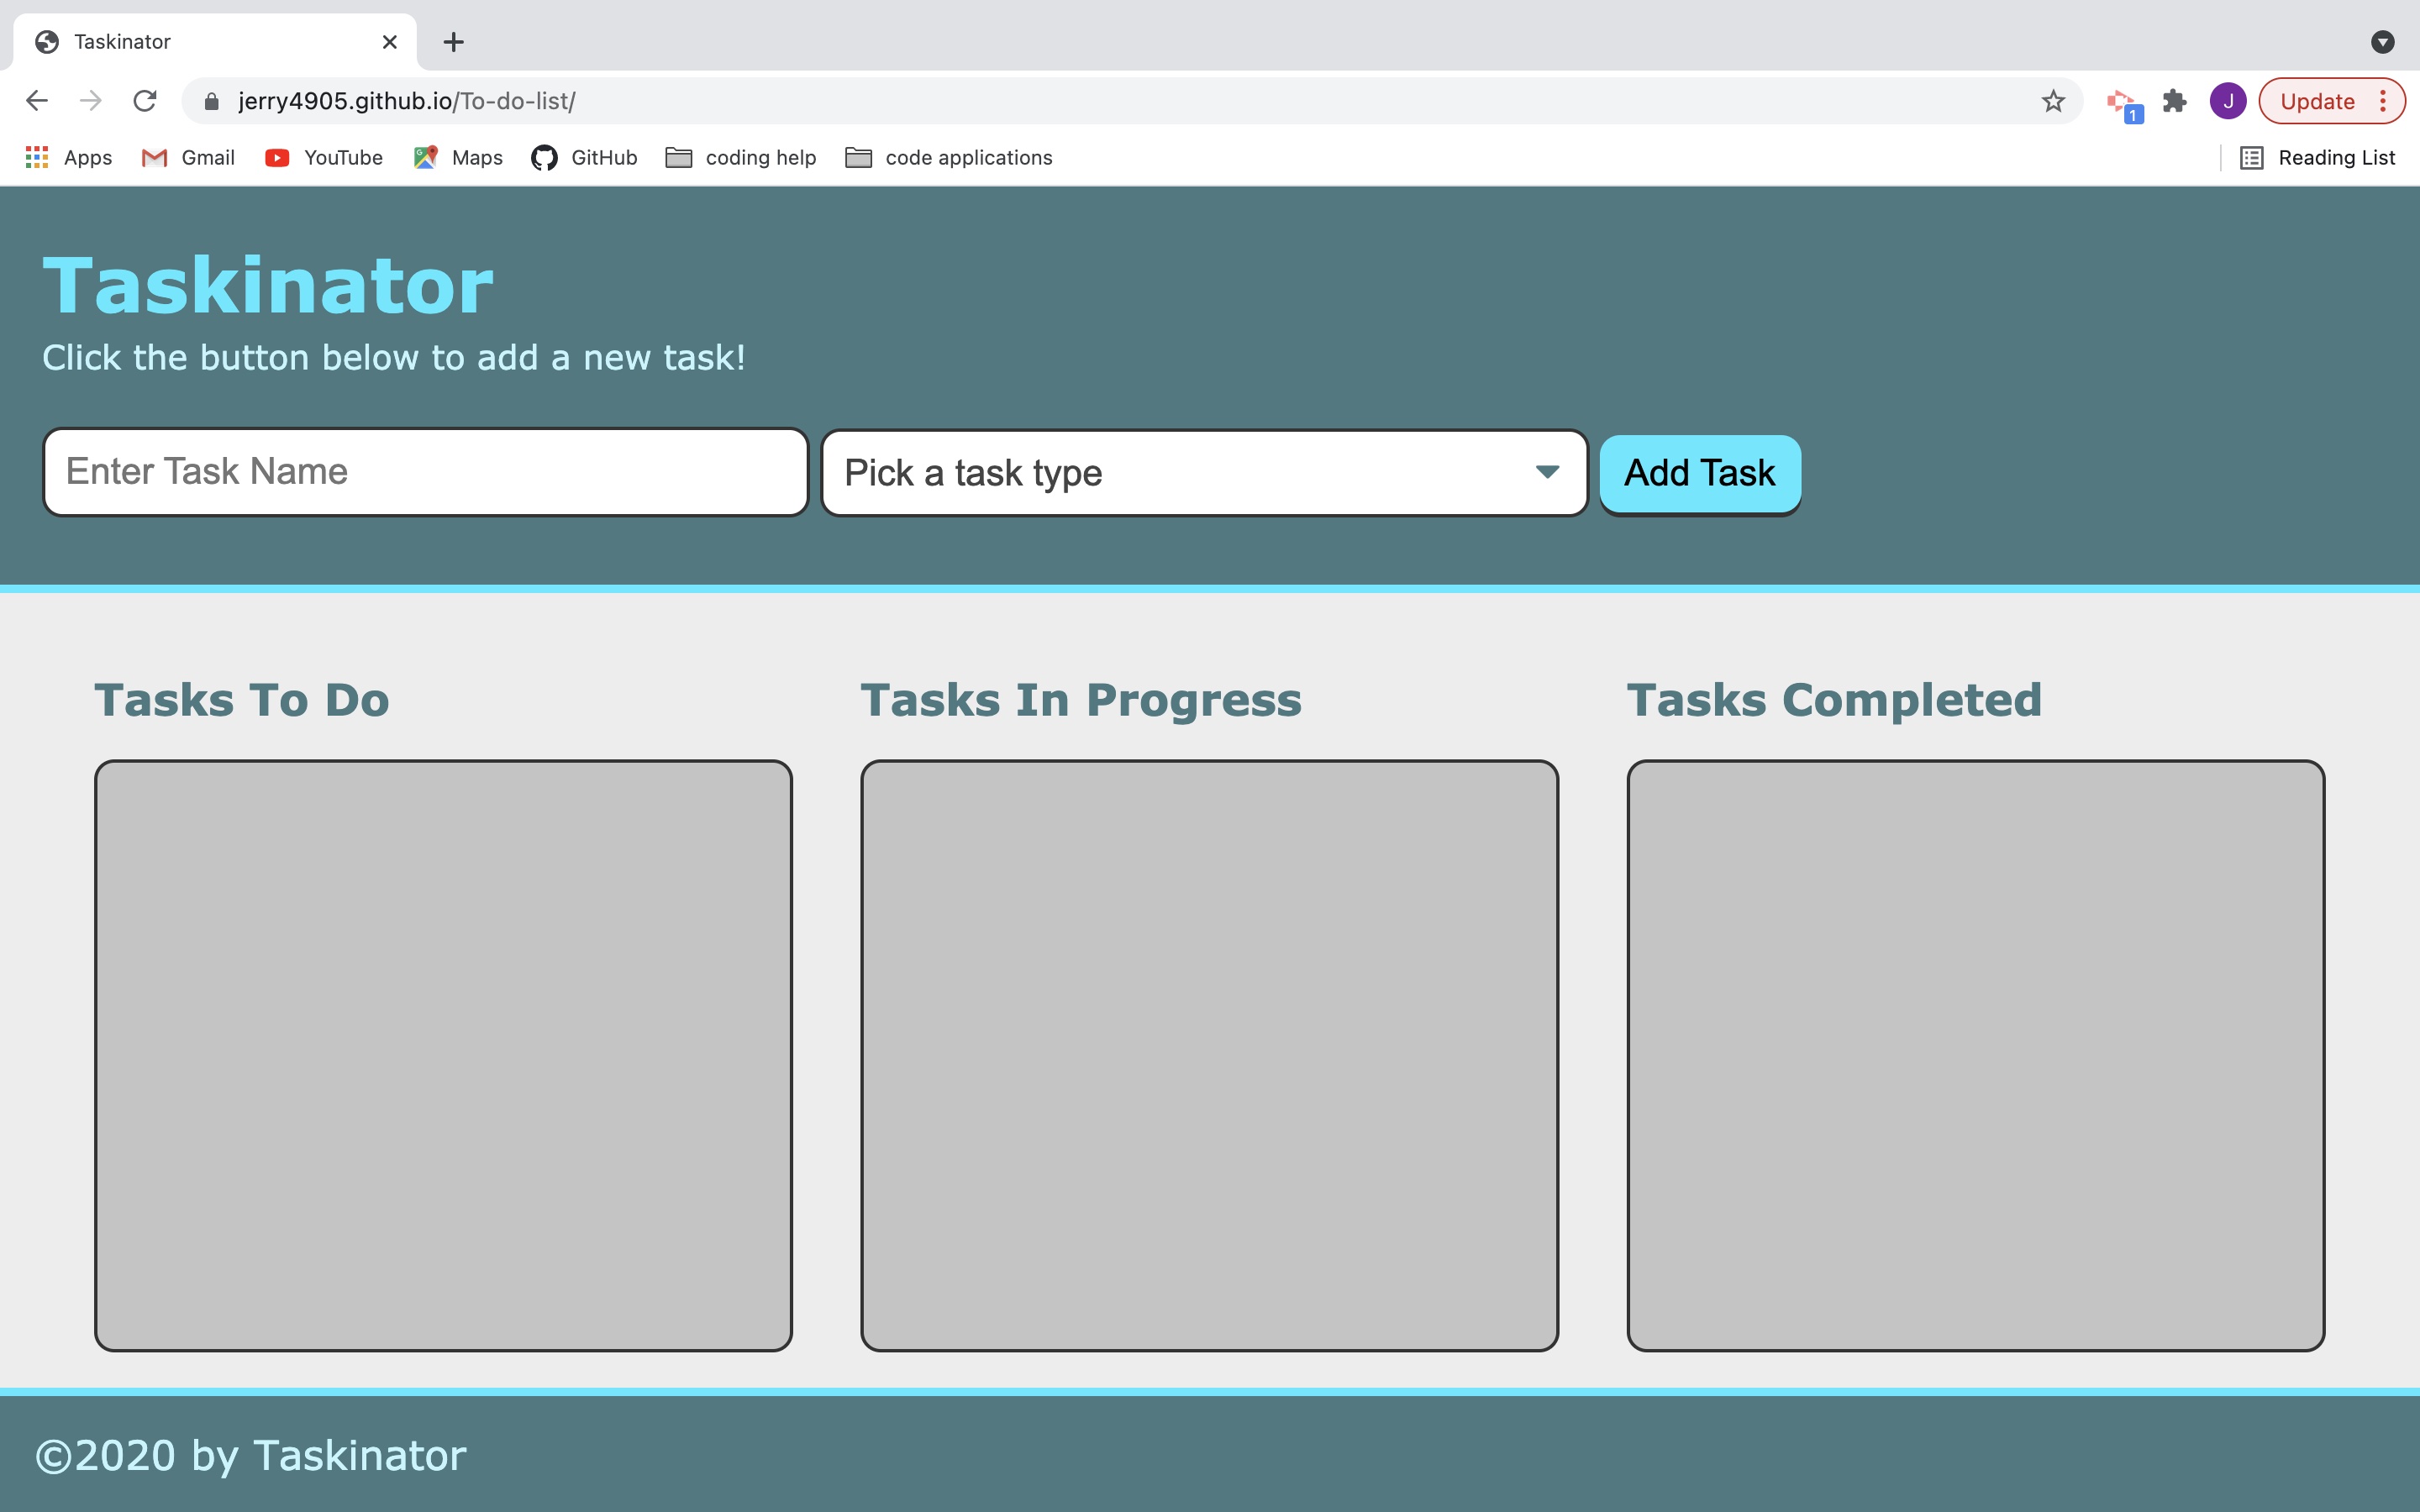 Taskinator
jerry4905.github.io/To-do-list/
1
J
Update
Apps
Gmail
YouTube
Maps
GitHub
coding help
code applications
Reading List
Taskinator
Click the button below to add a new task!
Enter Task Name
Pick a task type
Add Task
Tasks To Do
Tasks In Progress
Tasks Completed
©2020 by Taskinator